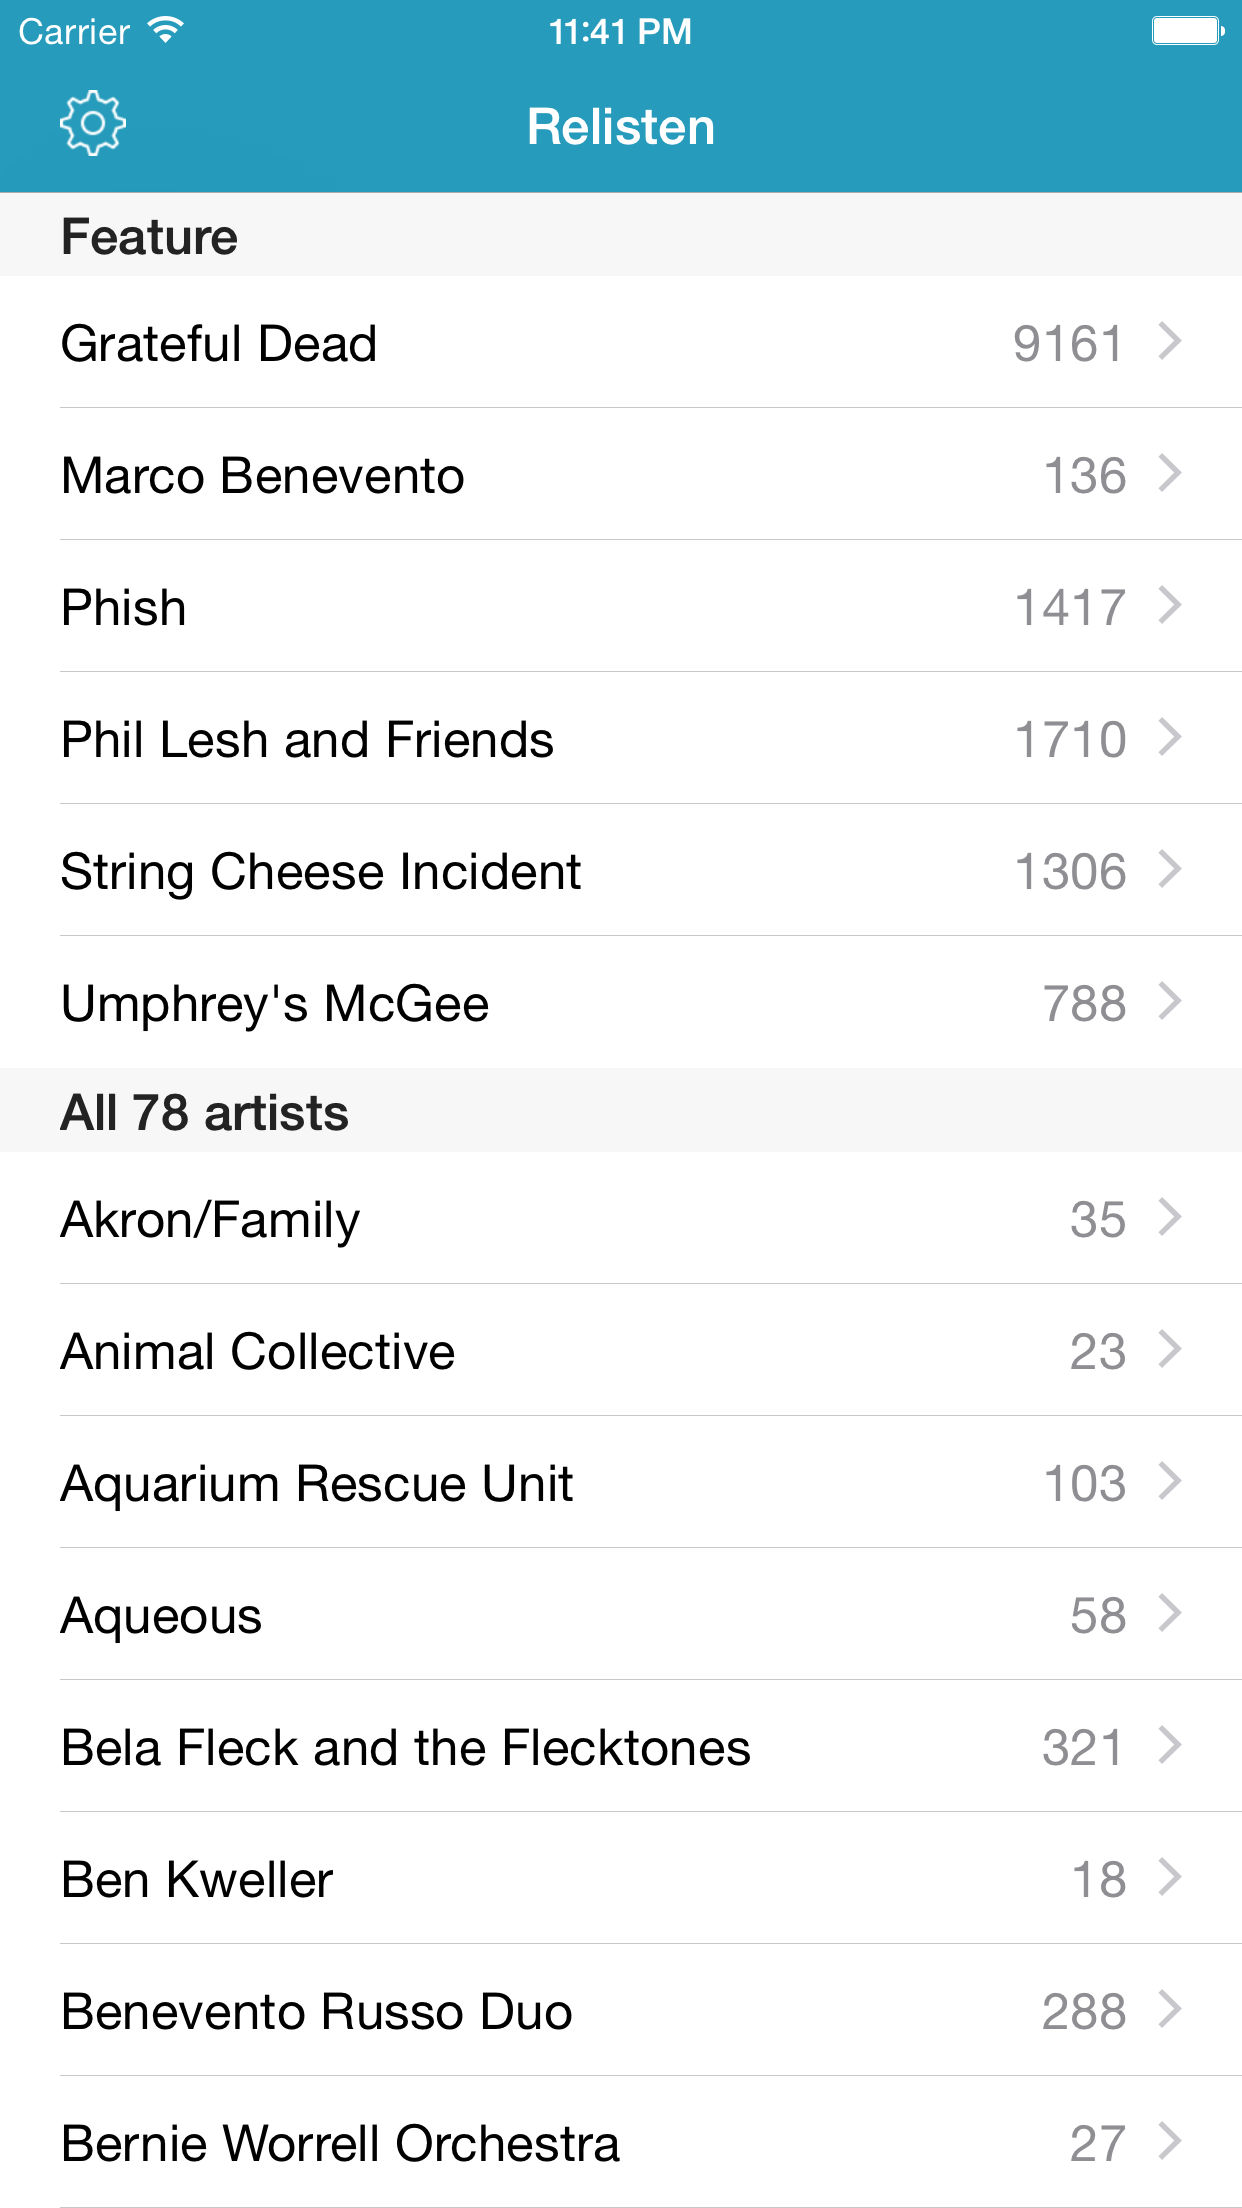 Carrier 11:41 PM
Relisten
Feature
Grateful Dead 9161
Marco Benevento 136
Phish 1417
Phil Lesh and Friends 1710
String Cheese Incident 1306
Umphrey's McGee 788
All 78 artists
Akron/Family 35
Animal Collective 23
Aquarium Rescue Unit 103
Aqueous 58
Bela Fleck and the Flecktones 321
Ben Kweller 18
Benevento Russo Duo 288
Bernie Worrell Orchestra 27